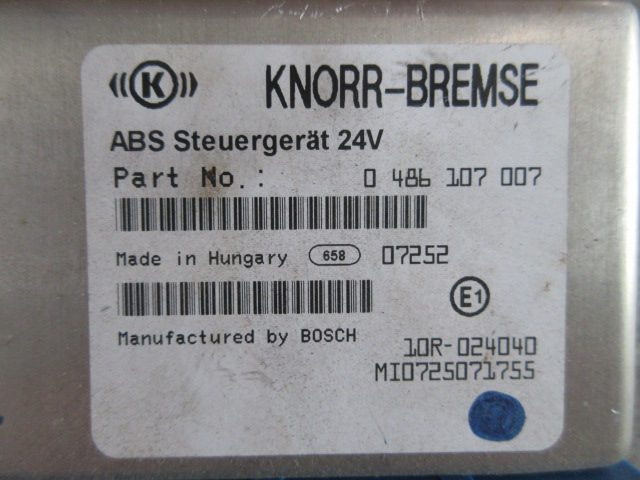 K KNORR-BREMSE
ABS Steuergerät 24V
Part No.: 0 486 107 007
Made in Hungary 658 07252
E1
Manufactured by BOSCH
10R-024040
MI0725071755